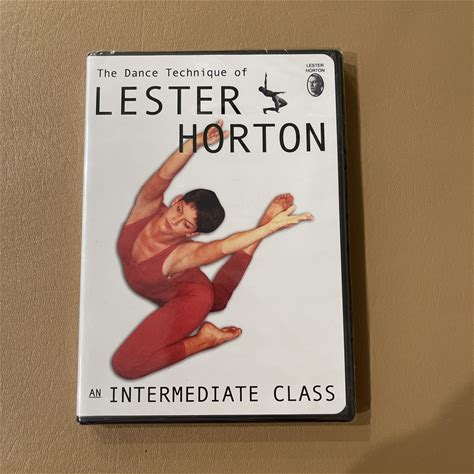 The Dance Technique of
LESTER
HORTON
LESTER
HORTON
AN INTERMEDIATE CLASS